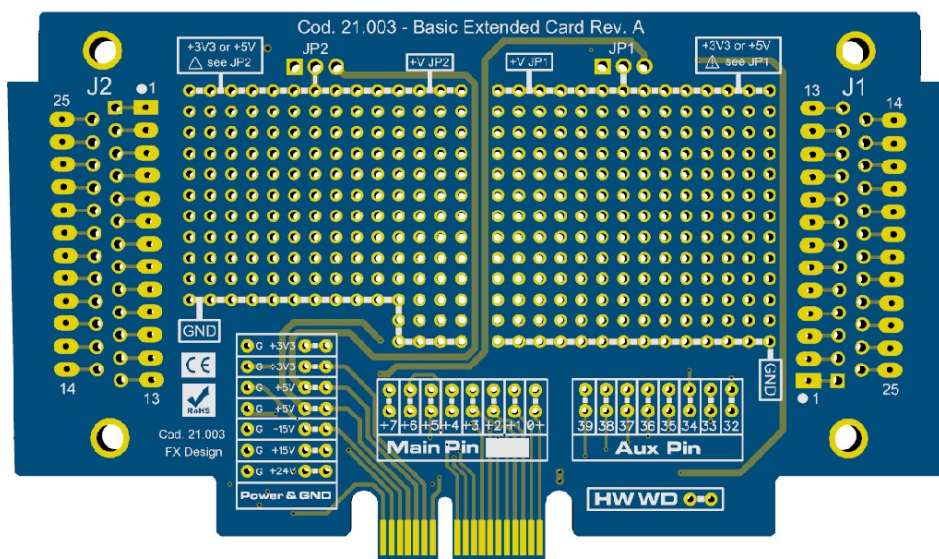 Cod. 21.003 - Basic Extended Card Rev. A
+3V3 or +5V
see JP2
JP2
+V JP2
+V JP1
JP1
+3V3 or +5V
see JP1
J2
J1
25
1
13
14
GND
CE
RoHS
Cod. 21.003
FX Design
14
13
G +3V3
G +3V3
G +5V
G +5V
G -15V
G +15V
G +24V
Power & GND
+7 +6 +5 +4 +3 +2 +1 0+
Main Pin
39 38 37 36 35 34 33 32
Aux Pin
GND
1
25
HW WD